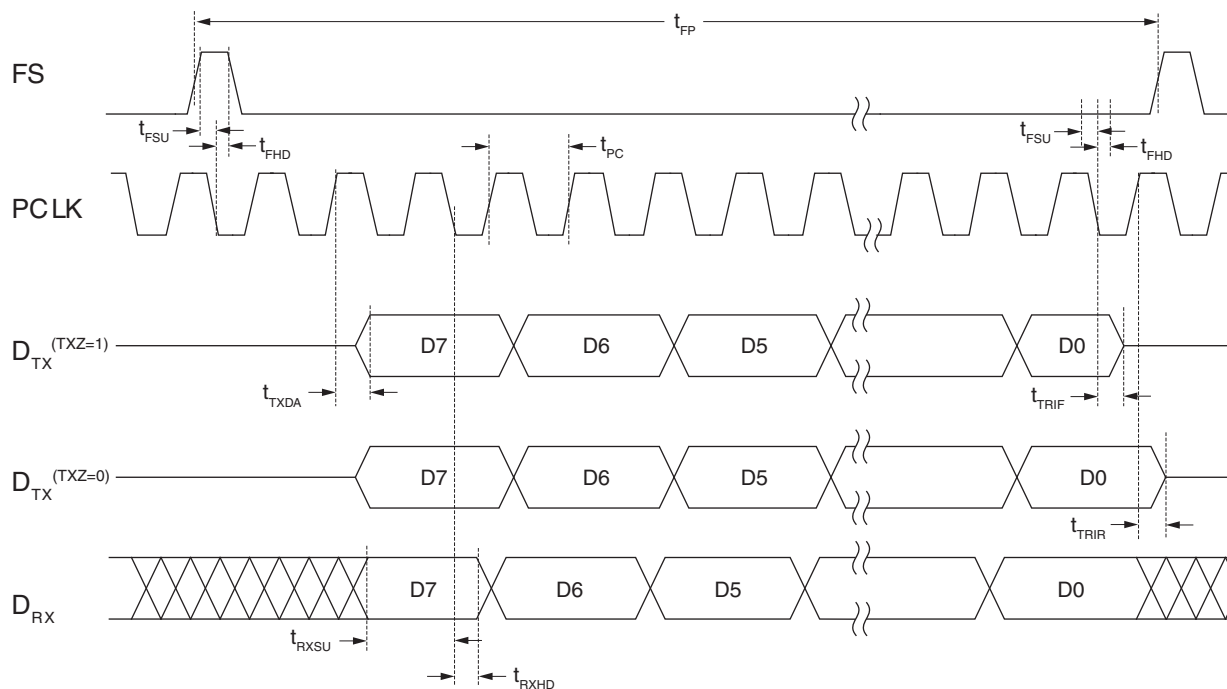 tFP
FS
tFSU tFHD tPC tFSU tFHD
PCLK
DTX (TXZ=1) D7 D6 D5 D0
tTXDA tTRIF
DTX (TXZ=0) D7 D6 D5 D0
tTRIR
DRX D7 D6 D5 D0
tRXSU
tRXHD